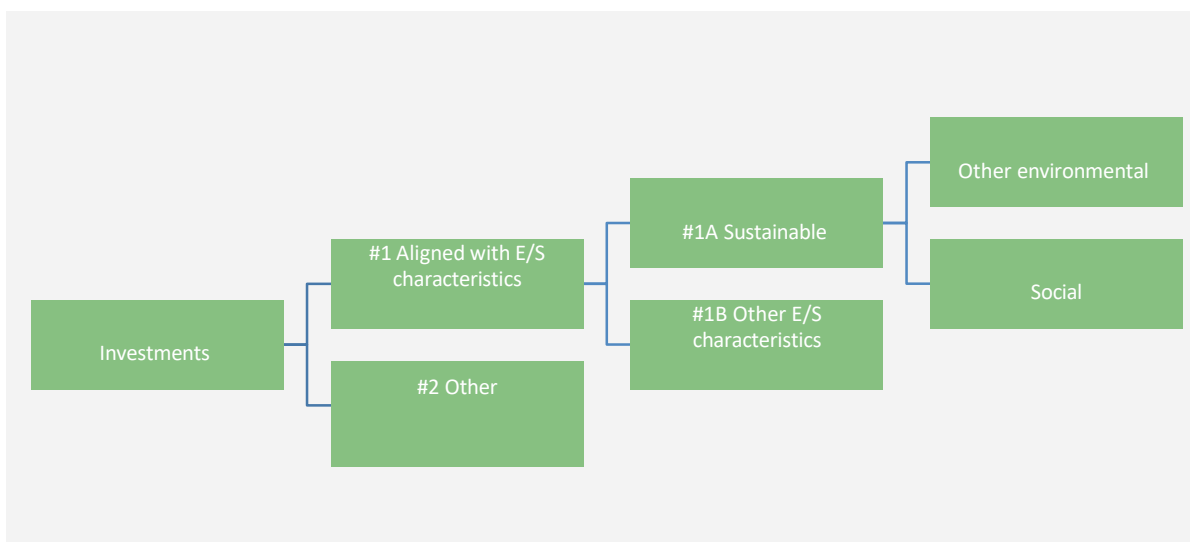 Investments
#1 Aligned with E/S
characteristics
#2 Other
#1A Sustainable
#1B Other E/S
characteristics
Other environmental
Social